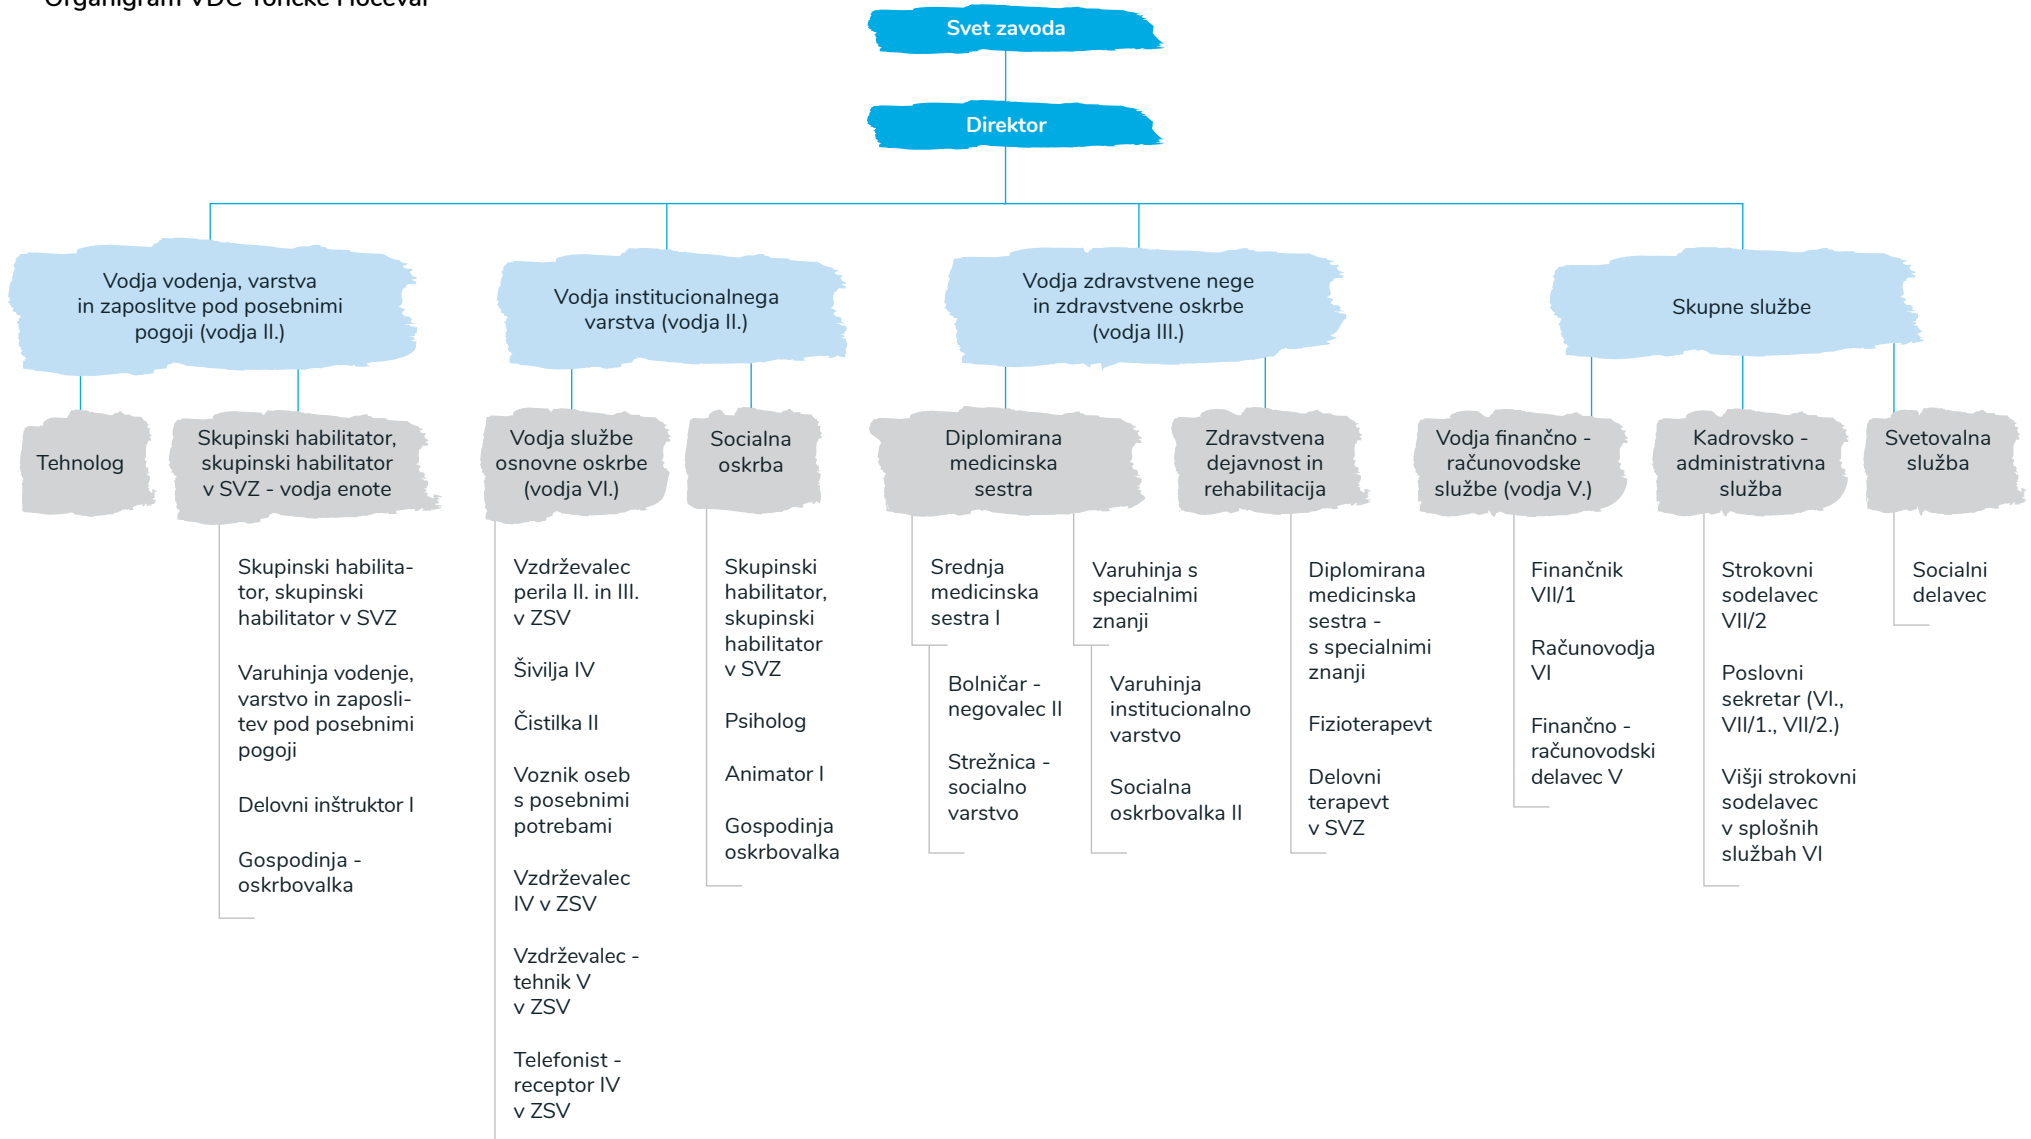 Organigram VDC Tončke Hočevar
Svet zavoda
Direktor
Vodja vodenja, varstva
in zaposlitve pod posebnimi
pogoji (vodja II.)
Vodja institucionalnega
varstva (vodja II.)
Vodja zdravstvene nege
in zdravstvene oskrbe
(vodja III.)
Skupne službe
Tehnolog
Skupinski habilitator,
skupinski habilitator
v SVZ - vodja enote
Vodja službe
osnovne oskrbe
(vodja VI.)
Socialna
oskrba
Diplomirana
medicinska
sestra
Zdravstvena
dejavnost in
rehabilitacija
Vodja finančno -
računovodske
službe (vodja V.)
Kadrovsko -
administrativna
služba
Svetovalna
služba
Skupinski habilita-
tor, skupinski
habilitator v SVZ
Varuhinja vodenje,
varstvo in zaposli-
tev pod posebnimi
pogoji
Delovni inštruktor I
Gospodinja -
oskrbovalka
Vzdrževalec
perila II. in III.
v ZSV
Šivilja IV
Čistilka II
Voznik oseb
s posebnimi
potrebami
Vzdrževalec
IV v ZSV
Vzdrževalec -
tehnik V
v ZSV
Telefonist -
receptor IV
v ZSV
Skupinski
habilitator,
skupinski
habilitator
v SVZ
Psiholog
Animator I
Gospodinja
oskrbovalka
Srednja
medicinska
sestra I
Bolničar -
negovalec II
Strežnica -
socialno
varstvo
Varuhinja s
specialnimi
znanji
Varuhinja
institucionalno
varstvo
Socialna
oskrbovalka II
Diplomirana
medicinska
sestra -
s specialnimi
znanji
Fizioterapevt
Delovni
terapevt
v SVZ
Finančnik
VII/1
Računovodja
VI
Finančno -
računovodski
delavec V
Strokovni
sodelavec
VII/2
Poslovni
sekretar (VI.,
VII/1., VII/2.)
Višji strokovni
sodelavec
v splošnih
službah VI
Socialni
delavec